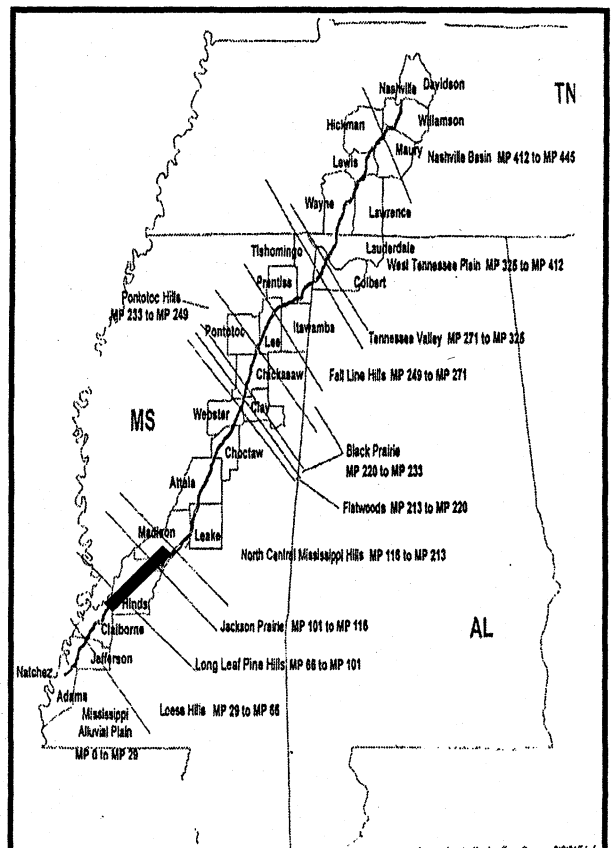 TN
Nashville
Davidson
Hickman
Willamson
Maury
Lewis
Nashville Basin MP 412 to MP 445
Wayne
Lawrence
Lauderdale
Tishomingo
West Tennessee Plain MP 325 to MP 412
Prentiss
Colbert
Pontotoc Hills
MP 233 to MP 249
Itawamba
Pontotoc
Lee
Tennessee Valley MP 271 to MP 325
Chickasaw
Fall Line Hills MP 249 to MP 271
MS
Webster
Clay
Choctaw
Black Prairie
MP 220 to MP 233
Attala
Flatwoods MP 213 to MP 220
Madison
Leake
North Central Mississippi Hills MP 116 to MP 213
Hinds
Claiborne
Jackson Prairie MP 101 to MP 116
AL
Jefferson
Long Leaf Pine Hills MP 66 to MP 101
Natchez
Adams
Loese Hills MP 29 to MP 66
Mississippi
Alluvial Plain
MP 0 to MP 29